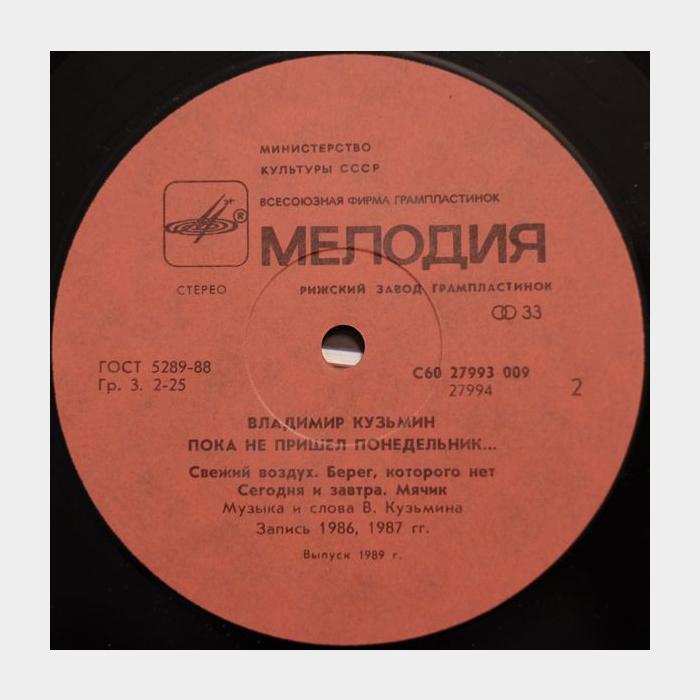 МИНИСТЕРСТВО
КУЛЬТУРЫ СССР
ВСЕСОЮЗНАЯ ФИРМА ГРАМПЛАСТИНОК
®
МЕЛОДИЯ
СТЕРЕО
РИЖСКИЙ ЗАВОД ГРАМПЛАСТИНОК
33
ГОСТ 5289-88
Гр. 3. 2-25
С60 27993 009
27994
2
ВЛАДИМИР КУЗЬМИН
ПОКА НЕ ПРИШЕЛ ПОНЕДЕЛЬНИК...
Свежий воздух. Берег, которого нет
Сегодня и завтра. Мячик
Музыка и слова В. Кузьмина
Запись 1986, 1987 гг.
Выпуск 1989 г.